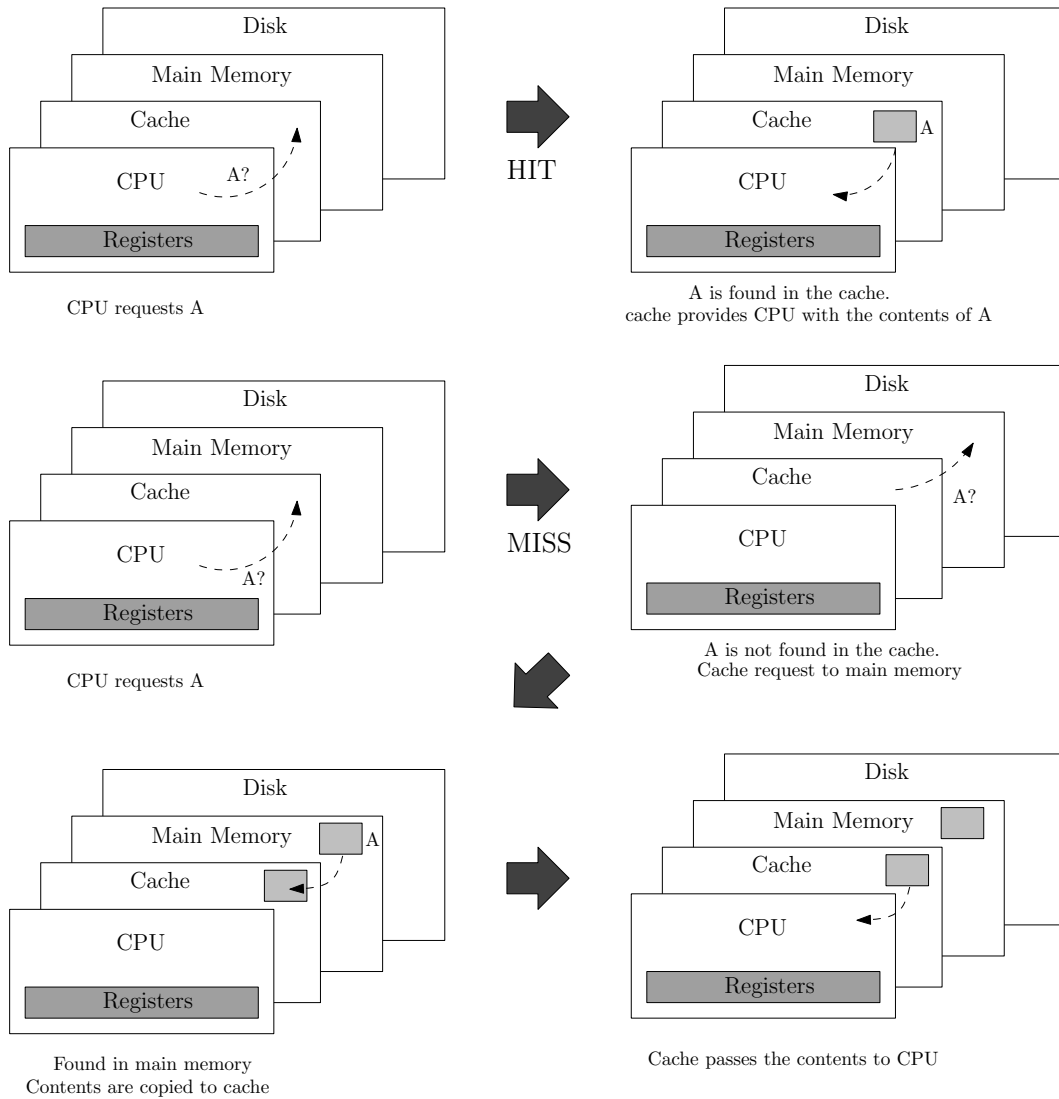 Disk
Main Memory
Cache
CPU
A?
Registers
CPU requests A
HIT
Disk
Main Memory
Cache
A
CPU
Registers
A is found in the cache.
cache provides CPU with the contents of A
Disk
Main Memory
Cache
CPU
A?
Registers
CPU requests A
MISS
Disk
Main Memory
Cache
A?
CPU
Registers
A is not found in the cache.
Cache request to main memory
Disk
Main Memory
A
Cache
CPU
Registers
Found in main memory
Contents are copied to cache
Disk
Main Memory
Cache
CPU
Registers
Cache passes the contents to CPU